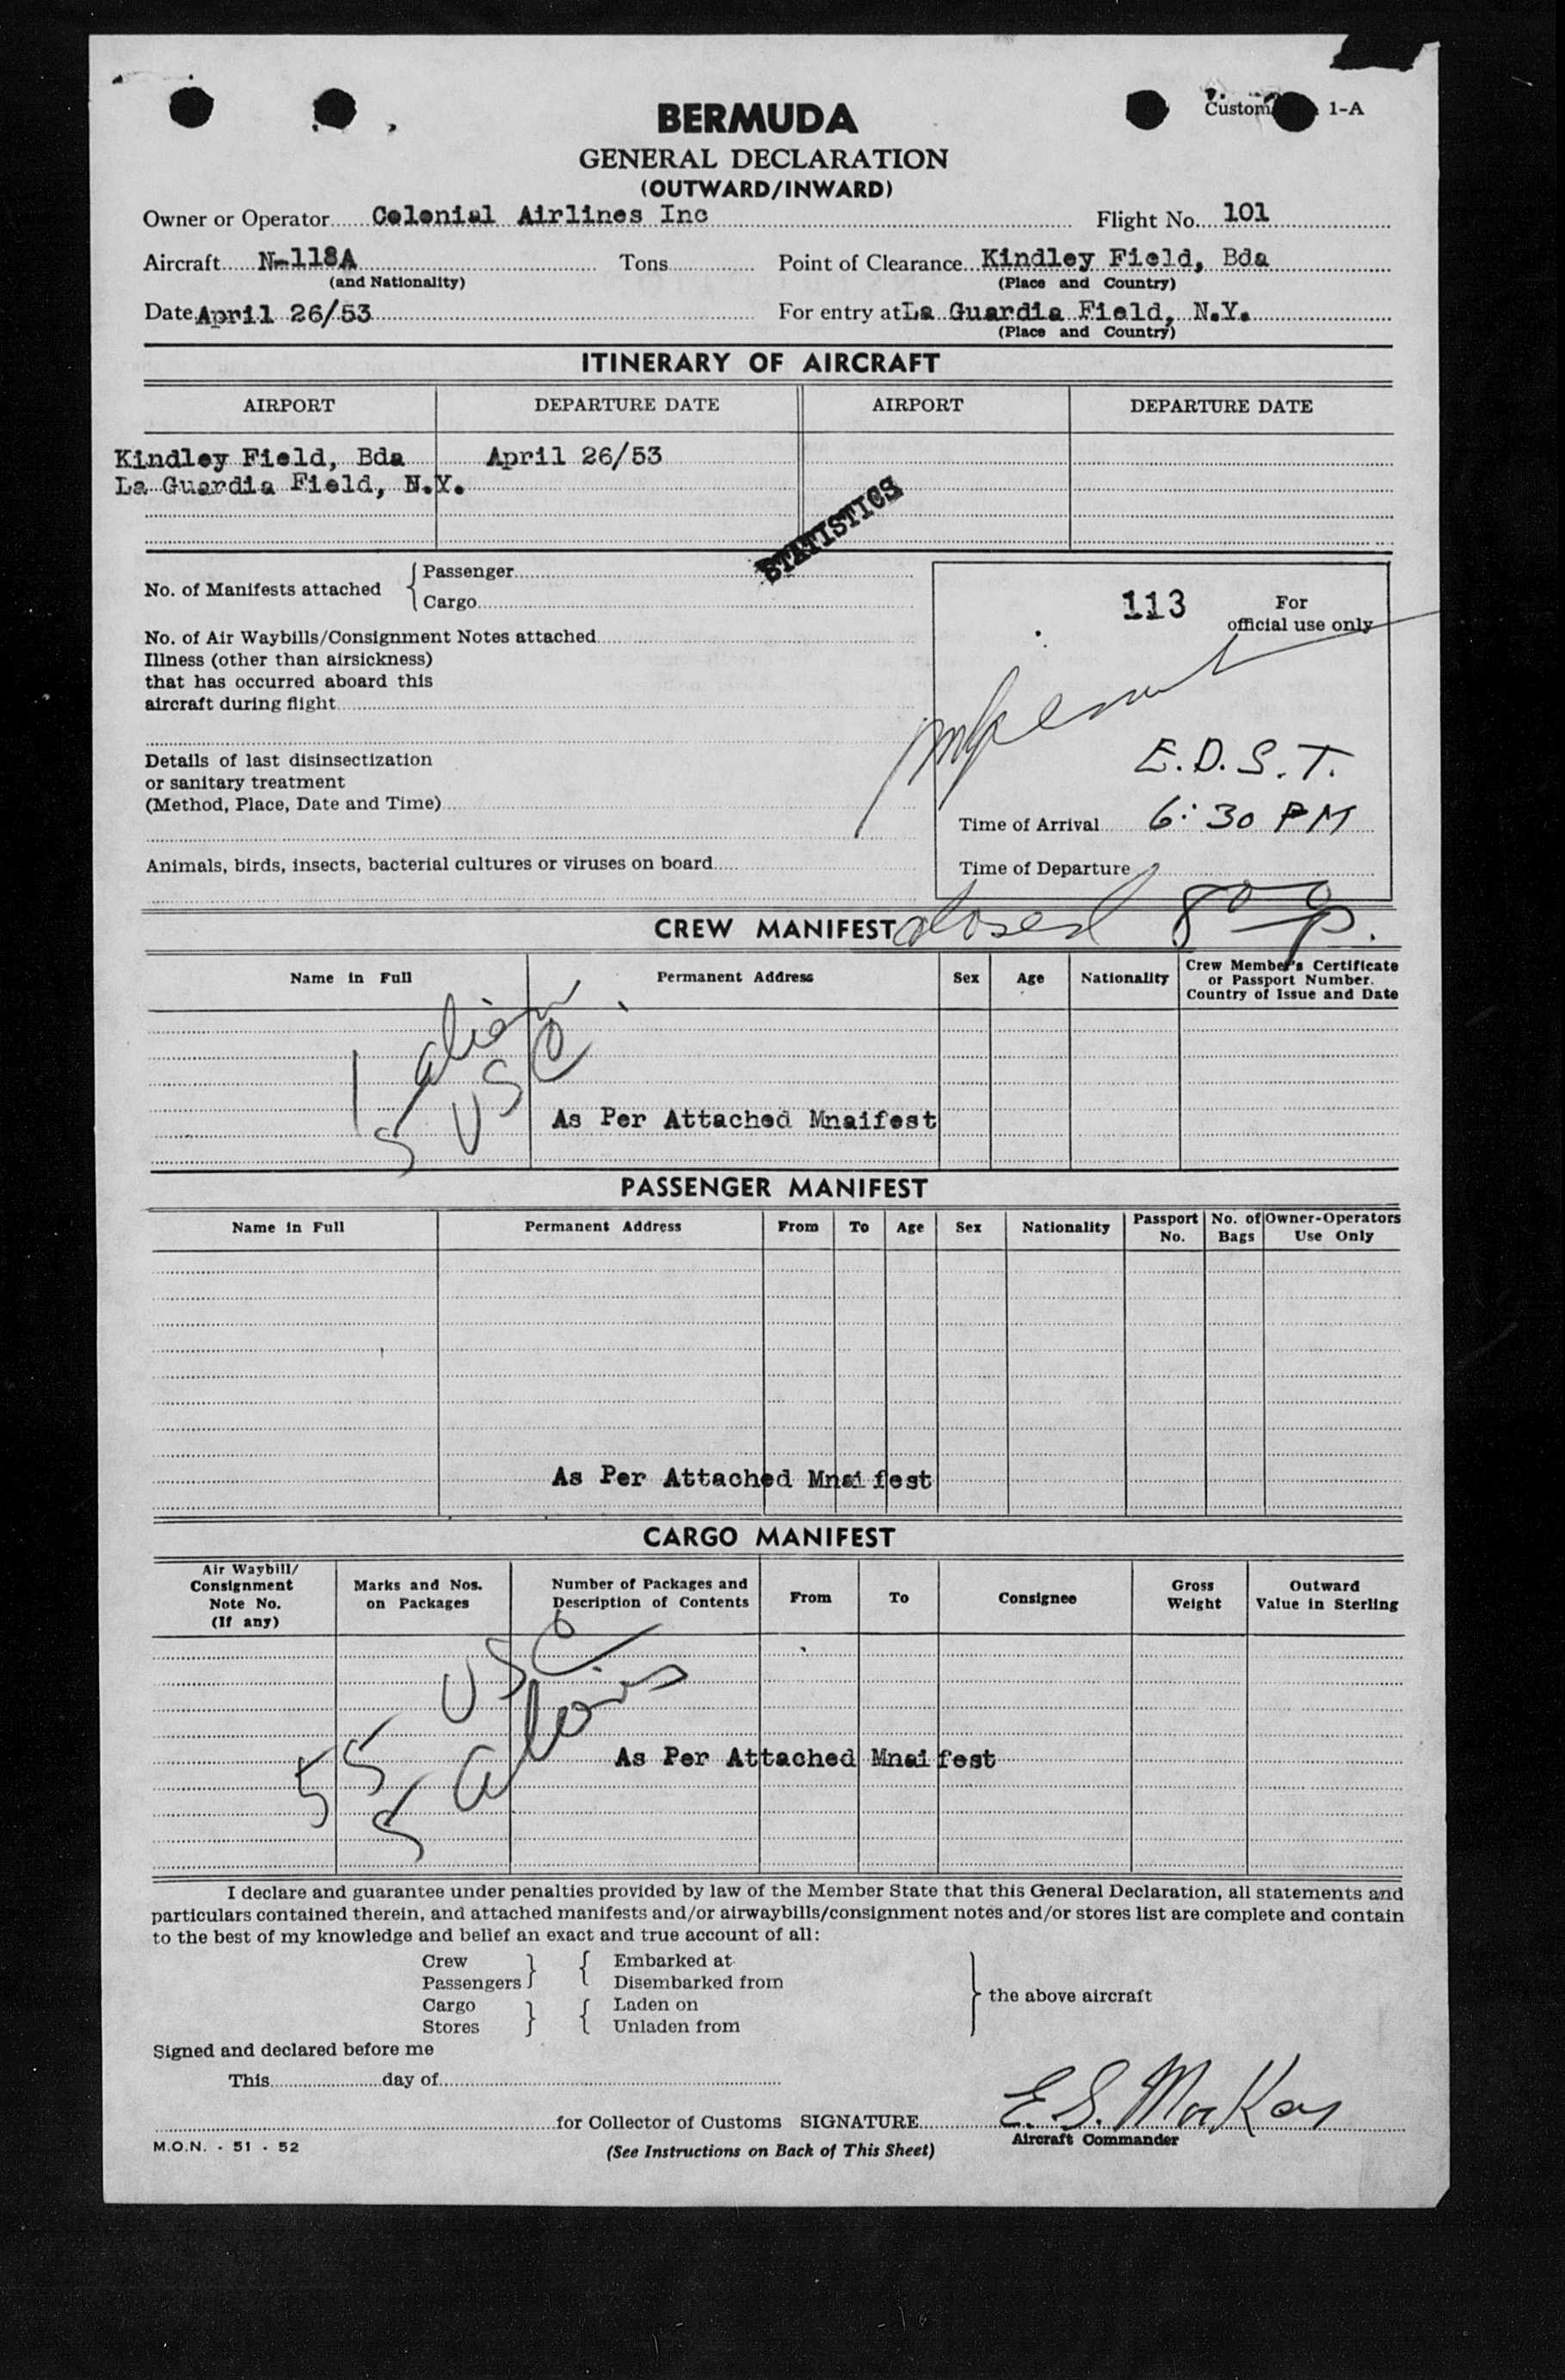 Customs 1-A
BERMUDA
GENERAL DECLARATION
(OUTWARD/INWARD)
Owner or Operator Colonial Airlines Inc Flight No. 101
Aircraft N-118A Tons Point of Clearance Kindley Field, Bda
(and Nationality) (Place and Country)
Date April 26/53 For entry at La Guardia Field, N.Y.
(Place and Country)
ITINERARY OF AIRCRAFT
AIRPORT DEPARTURE DATE AIRPORT DEPARTURE DATE
Kindley Field, Bda April 26/53
La Guardia Field, N.Y.
STATISTICS
No. of Manifests attached { Passenger
Cargo
113 For
official use only
No. of Air Waybills/Consignment Notes attached
Illness (other than airsickness)
that has occurred aboard this
aircraft during flight
Details of last disinsectization
or sanitary treatment
(Method, Place, Date and Time)
E.D.S.T.
Time of Arrival 6:30 PM
Animals, birds, insects, bacterial cultures or viruses on board
Time of Departure
CREW MANIFEST closed 8 00 p.
Name in Full Permanent Address Sex Age Nationality Crew Member's Certificate
or Passport Number.
Country of Issue and Date
1 alien
5 USC
As Per Attached Mnaifest
PASSENGER MANIFEST
Name in Full Permanent Address From To Age Sex Nationality Passport No. No. of Bags Owner-Operators Use Only
As Per Attached Mnaifest
CARGO MANIFEST
Air Waybill/
Consignment
Note No.
(If any)
Marks and Nos.
on Packages
Number of Packages and
Description of Contents
From To Consignee
Gross
Weight
Outward
Value in Sterling
55 USC
5 aliens
As Per Attached Mnaifest
I declare and guarantee under penalties provided by law of the Member State that this General Declaration, all statements and
particulars contained therein, and attached manifests and/or airwaybills/consignment notes and/or stores list are complete and contain
to the best of my knowledge and belief an exact and true account of all:
Crew } { Embarked at
Passengers Disembarked from
} the above aircraft
Cargo } { Laden on
Stores Unladen from
Signed and declared before me
This day of
for Collector of Customs SIGNATURE E. S. MacKay
M.O.N. - 51 - 52 (See Instructions on Back of This Sheet) Aircraft Commander